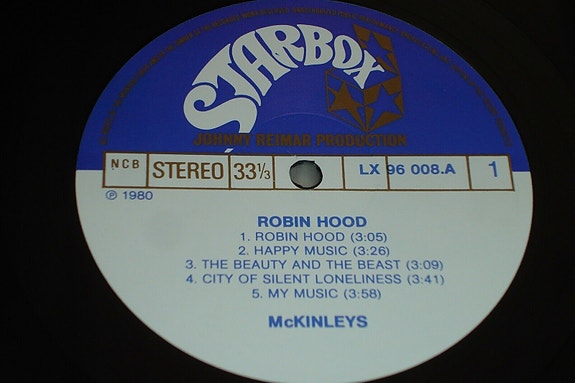 STARBOX
JOHNNY REIMAR PRODUCTION
NCB STEREO 33 1/3 LX 96 008.A 1
℗ 1980
ROBIN HOOD
1. ROBIN HOOD (3:05)
2. HAPPY MUSIC (3:26)
3. THE BEAUTY AND THE BEAST (3:09)
4. CITY OF SILENT LONELINESS (3:41)
5. MY MUSIC (3:58)
McKINLEYS